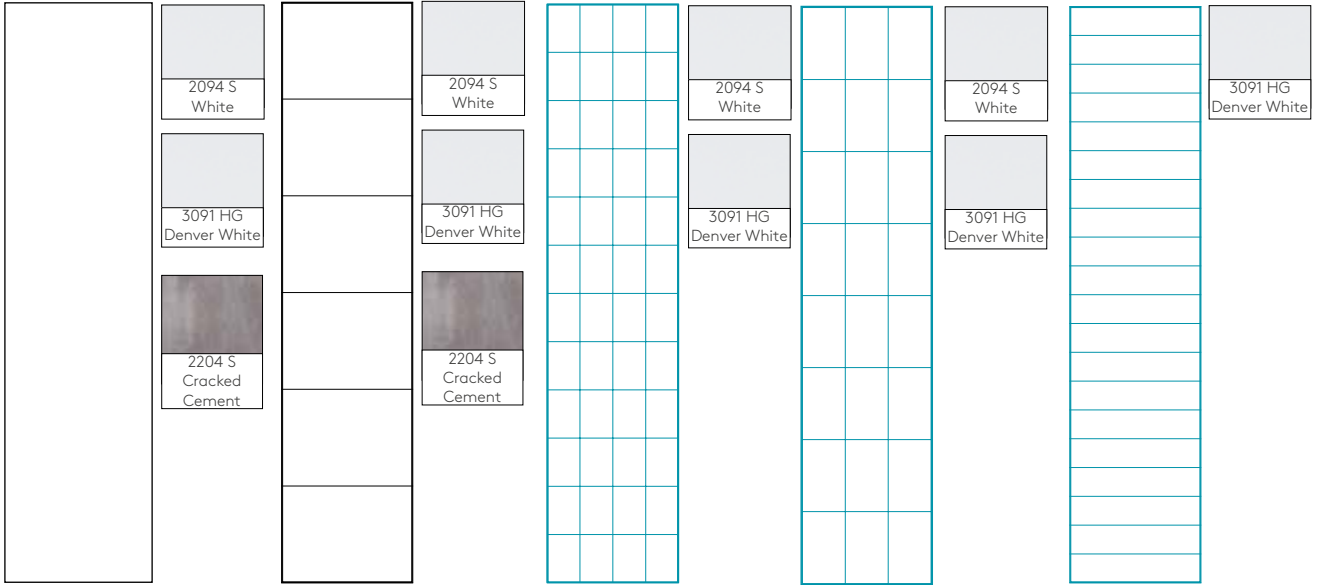 2094 S
White
3091 HG
Denver White
2204 S
Cracked
Cement
2094 S
White
3091 HG
Denver White
2204 S
Cracked
Cement
2094 S
White
3091 HG
Denver White
2094 S
White
3091 HG
Denver White
3091 HG
Denver White